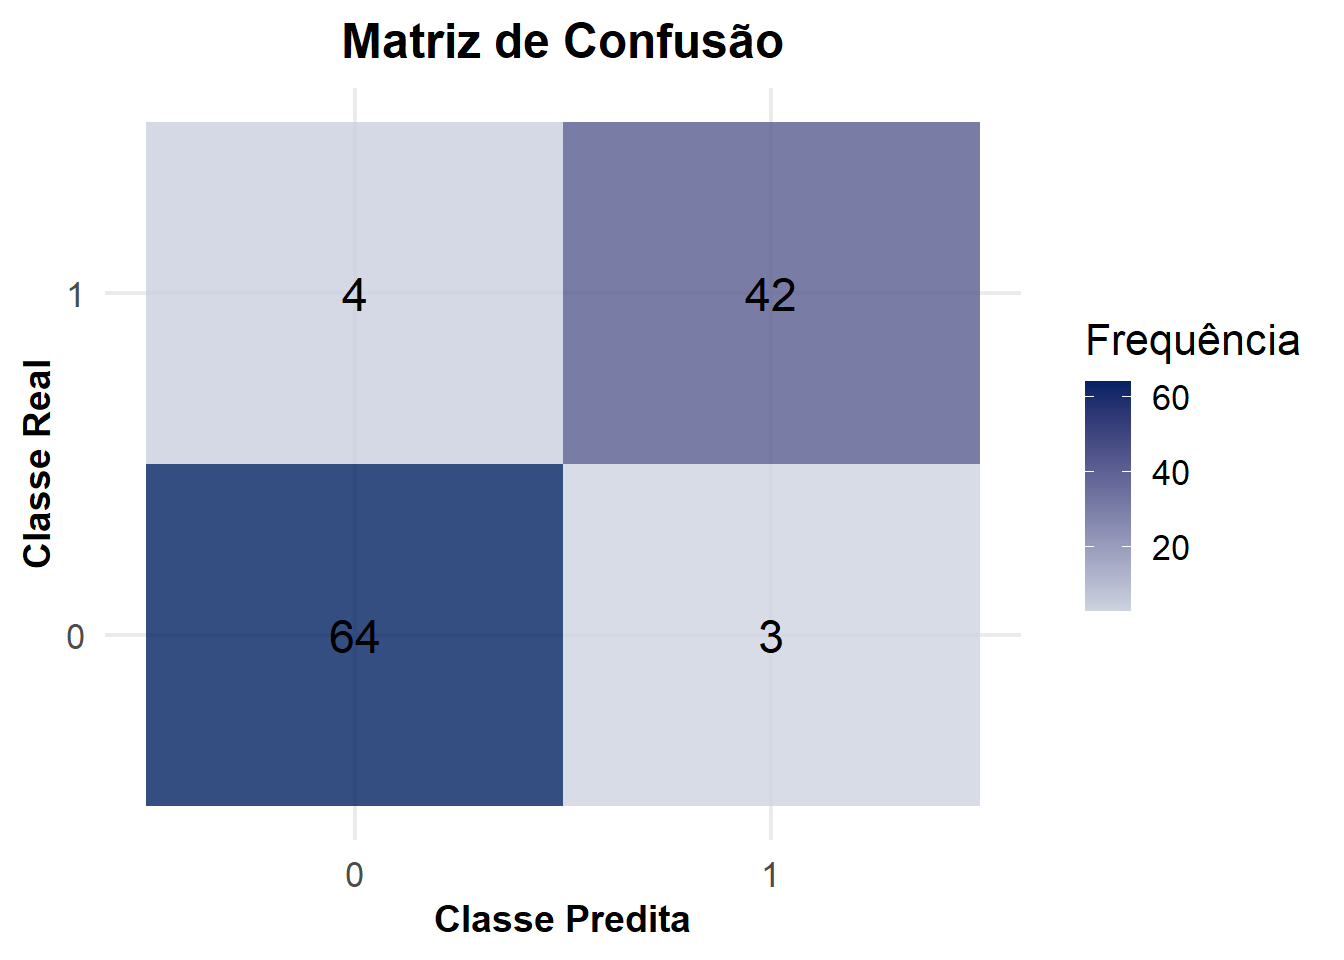 Matriz de Confusão
1
4
42
0
64
3
0
1
Classe Real
Classe Predita
Frequência
60
40
20